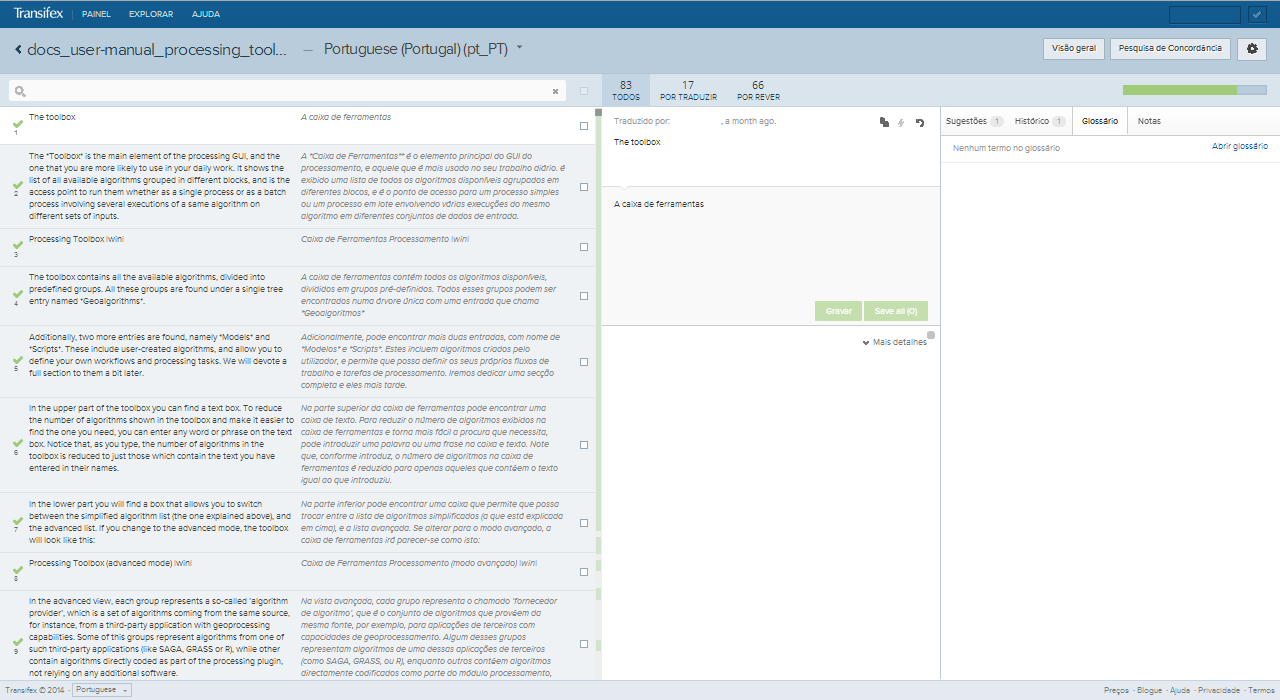 Transifex PAINEL EXPLORAR AJUDA
docs_user-manual_processing_tool... — Portuguese (Portugal) (pt_PT)
Visão geral
Pesquisa de Concordância
83 TODOS
17 POR TRADUZIR
66 POR REVER
1
The toolbox
A caixa de ferramentas
2
The *Toolbox* is the main element of the processing GUI, and the
one that you are more likely to use in your daily work. It shows the
list of all available algorithms grouped in different blocks, and is the
access point to run them whether as a single process or as a batch
process involving several executions of a same algorithm on
different sets of inputs.
A *Caixa de Ferramentas** é o elemento principal do GUI do
processamento, e aquele que é mais usado no seu trabalho diário. é
exibido uma lista de todos os algoritmos disponíveis agrupados em
diferentes blocos, e é o ponto de acesso para um processo simples
ou um processo em lote envolvendo várias execuções do mesmo
algoritmo em diferentes conjuntos de dados de entrada.
3
Processing Toolbox |win|
Caixa de Ferramentas Processamento |win|
4
The toolbox contains all the available algorithms, divided into
predefined groups. All these groups are found under a single tree
entry named *Geoalgorithms*.
A caixa de ferramentas contém todos os algoritmos disponíveis,
divididos em grupos pré-definidos. Todos esses grupos podem ser
encontrados numa árvore única com uma entrada que chama
*Geoalgoritmos*
5
Additionally, two more entries are found, namely *Models* and
*Scripts*. These include user-created algorithms, and allow you to
define your own workflows and processing tasks. We will devote a
full section to them a bit later.
Adicionalmente, pode encontrar mais duas entradas, com nome de
*Modelos* e *Scripts*. Estes incluem algoritmos criados pelo
utilizador, e permite que possa definir os seus próprios fluxos de
trabalho e tarefas de processamento. Iremos dedicar uma secção
completa e eles mais tarde.
6
In the upper part of the toolbox you can find a text box. To reduce
the number of algorithms shown in the toolbox and make it easier to
find the one you need, you can enter any word or phrase on the text
box. Notice that, as you type, the number of algorithms in the
toolbox is reduced to just those which contain the text you have
entered in their names.
Na parte superior da caixa de ferramentas pode encontrar uma
caixa de texto. Para reduzir o número de algoritmos exibidos na
caixa de ferramentas e torna mais fácil a procura que necessita,
pode introduzir uma palavra ou uma frase na caixa e texto. Note
que, conforme introduz, o número de algoritmos na caixa de
ferramentas é reduzido para apenas aqueles que contêem o texto
igual ao que introduziu.
7
In the lower part you will find a box that allows you to switch
between the simplified algorithm list (the one explained above), and
the advanced list. If you change to the advanced mode, the toolbox
will look like this:
Na parte inferior pode encontrar uma caixa que permite que possa
trocar entre a lista de algoritmos simplificados (a que está explicada
em cima), e a lista avançada. Se alterar para o modo avançado, a
caixa de ferramentas irá parecer-se como isto:
8
Processing Toolbox (advanced mode) |win|
Caixa de Ferramentas Processamento (modo avançado) |win|
9
In the advanced view, each group represents a so-called 'algorithm
provider', which is a set of algorithms coming from the same source,
for instance, from a third-party application with geoprocessing
capabilities. Some of this groups represent algorithms from one of
such third-party applications (like SAGA, GRASS or R), while other
contain algorithms directly coded as part of the processing plugin,
not relying on any additional software.
Na vista avançada, cada grupo representa o chamado 'fornecedor
de algoritmo', que é o conjunto de algoritmos que provêem da
mesma fonte, por exemplo, para aplicações de terceiros com
capacidades de geoprocessamento. Algum desses grupos
representam algoritmos de uma dessas aplicações de terceiros
(como SAGA, GRASS, ou R), enquanto outros contêem algoritmos
directamente codificados como parte do módulo processamento,
Traduzido por: , a month ago.
The toolbox
A caixa de ferramentas
Gravar
Save all (0)
Mais detalhes
Sugestões 1
Histórico 1
Glossário
Notas
Nenhum termo no glossário
Abrir glossário
Transifex © 2014 · Portuguese
Preços · Blogue · Ajuda · Privacidade · Termos